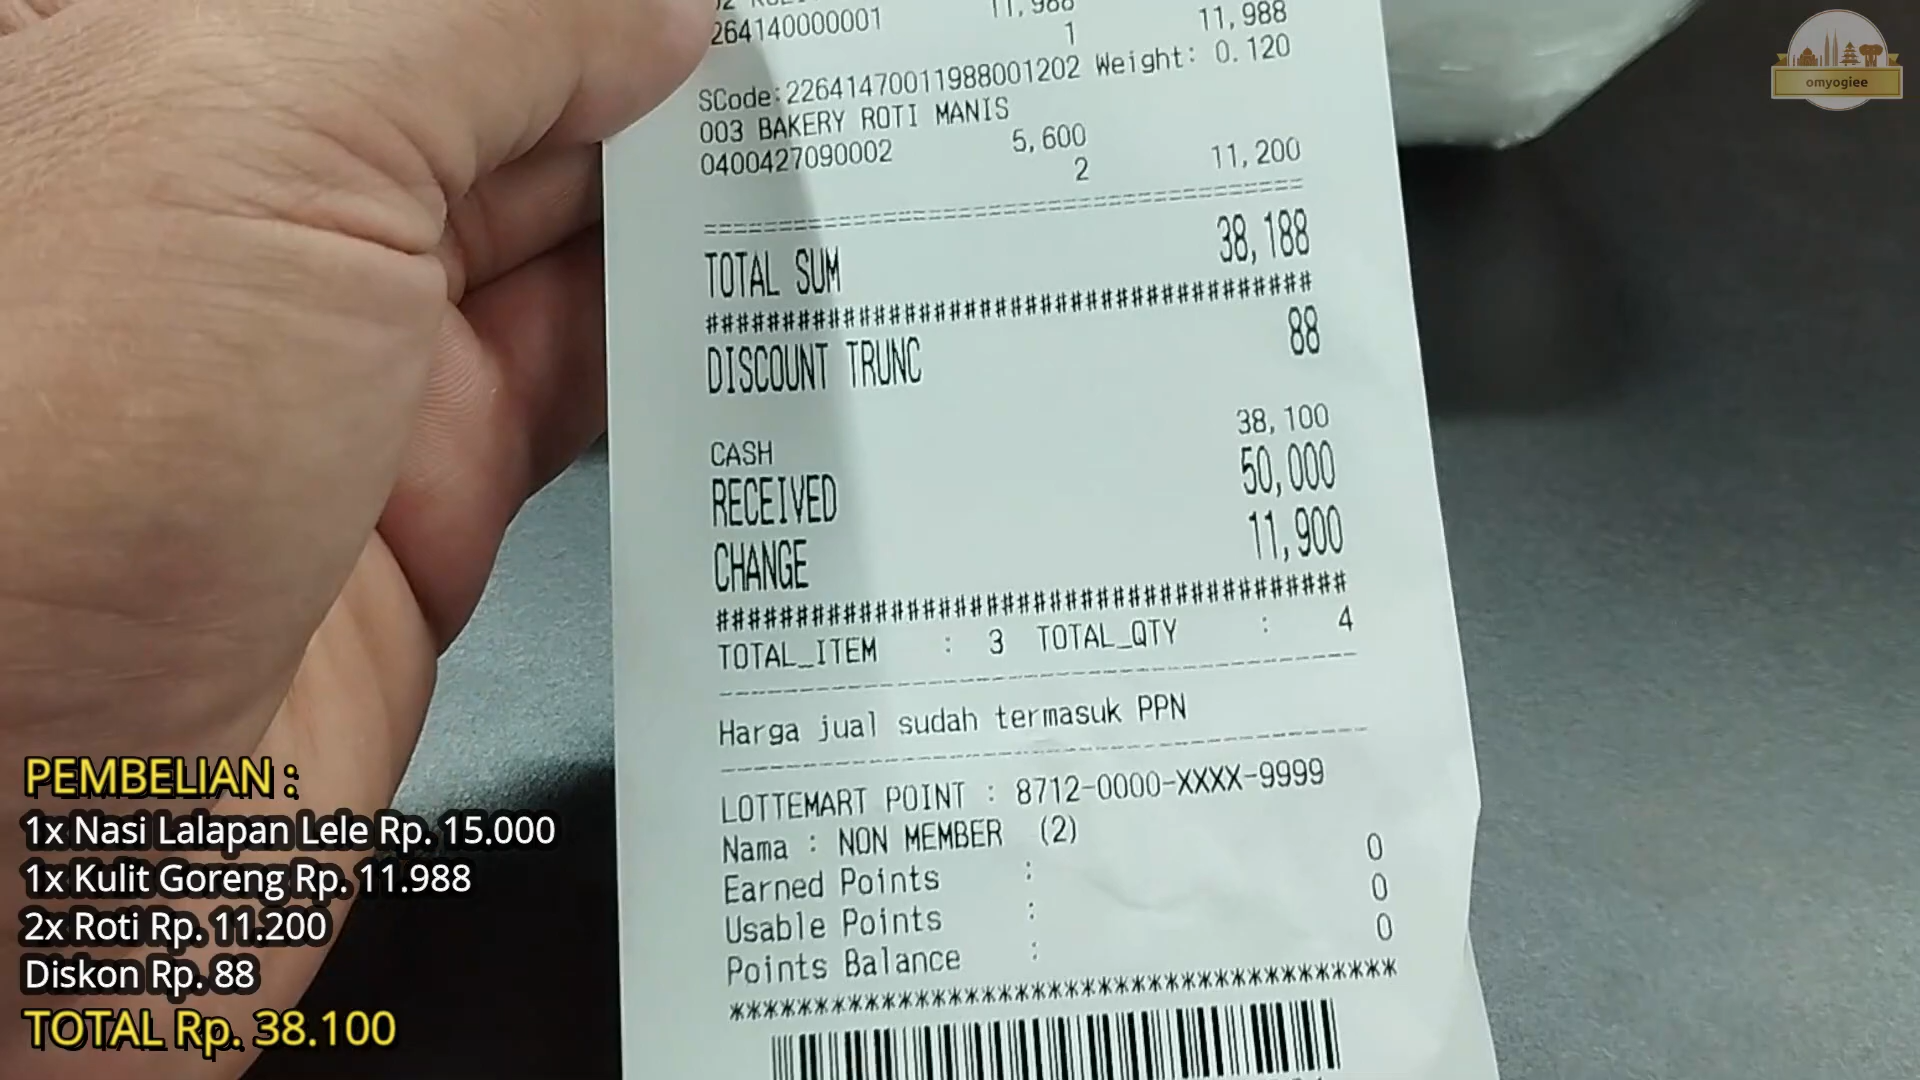 11,988
264140000001
1
11,988
SCode:22641470011988001202 Weight: 0.120
003 BAKERY ROTI MANIS
0400427090002
5,600
2
11,200
TOTAL SUM 38,188
DISCOUNT TRUNC 88
CASH 38,100
RECEIVED 50,000
CHANGE 11,900
TOTAL_ITEM : 3 TOTAL_QTY : 4
Harga jual sudah termasuk PPN
LOTTEMART POINT : 8712-0000-XXXX-9999
Nama : NON MEMBER (2)
Earned Points : 0
Usable Points : 0
Points Balance : 0
PEMBELIAN :
1x Nasi Lalapan Lele Rp. 15.000
1x Kulit Goreng Rp. 11.988
2x Roti Rp. 11.200
Diskon Rp. 88
TOTAL Rp. 38.100
omyogiee